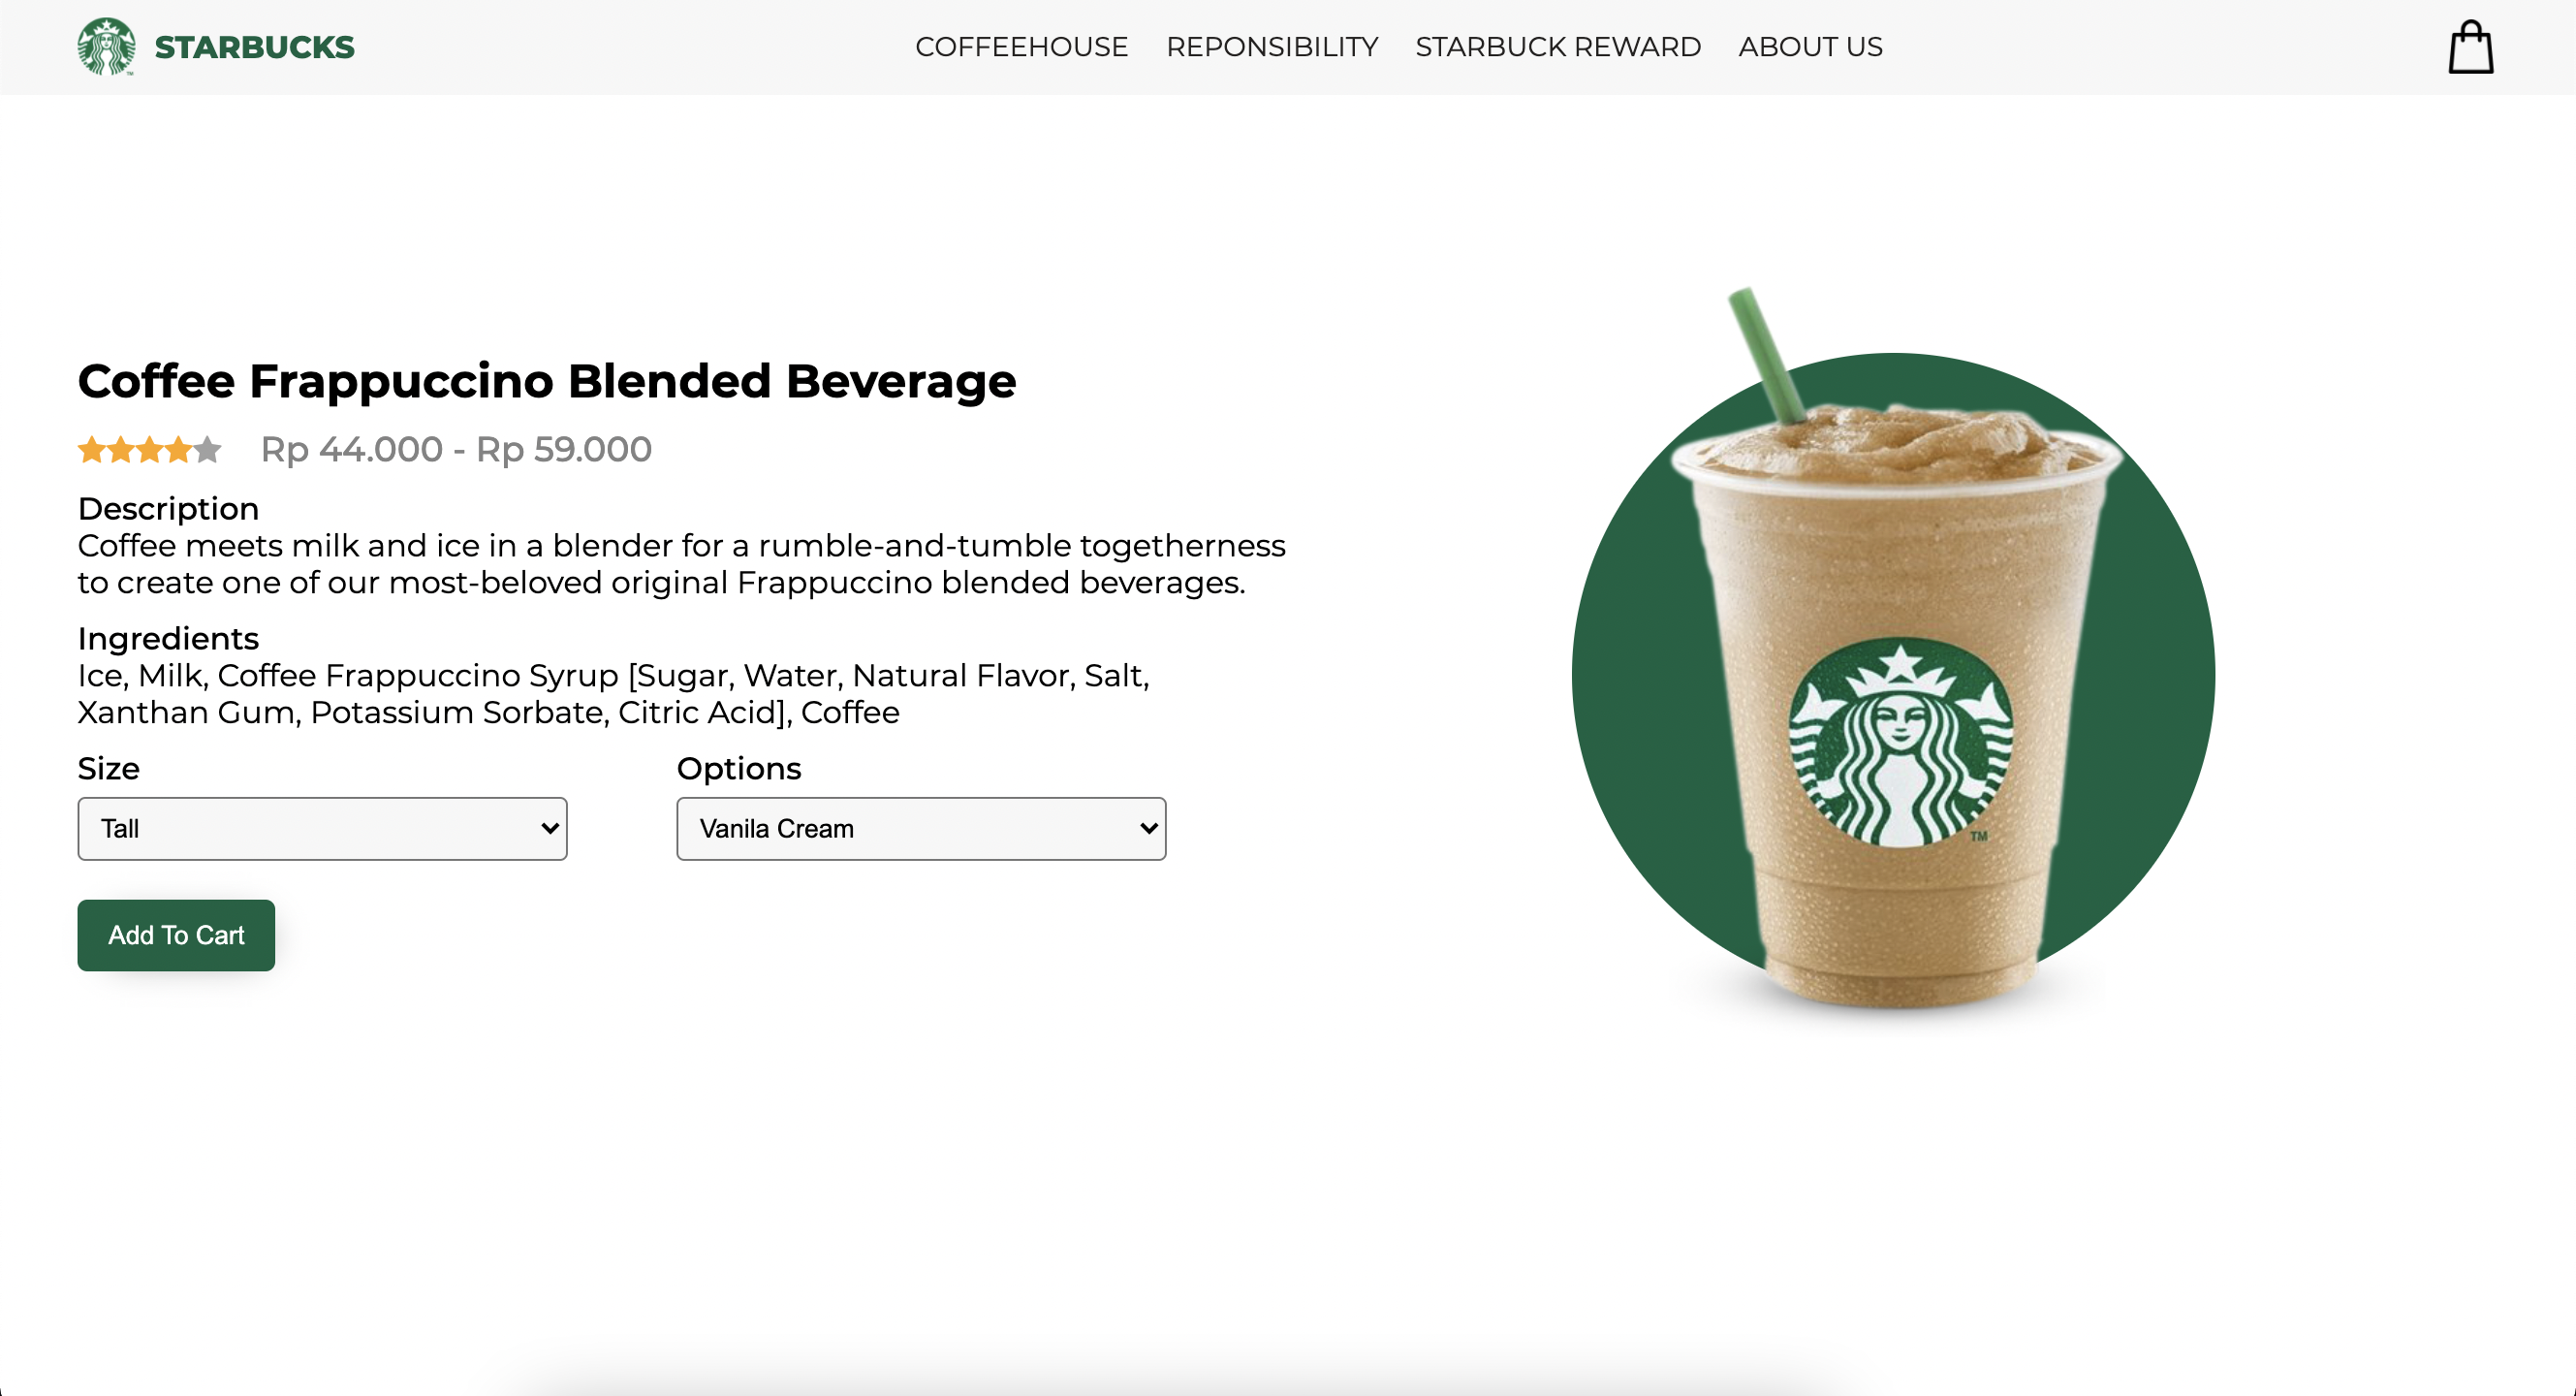 STARBUCKS
COFFEEHOUSE REPONSIBILITY STARBUCK REWARD ABOUT US
Coffee Frappuccino Blended Beverage
Rp 44.000 - Rp 59.000
Description
Coffee meets milk and ice in a blender for a rumble-and-tumble togetherness
to create one of our most-beloved original Frappuccino blended beverages.
Ingredients
Ice, Milk, Coffee Frappuccino Syrup [Sugar, Water, Natural Flavor, Salt,
Xanthan Gum, Potassium Sorbate, Citric Acid], Coffee
Size Options
Tall Vanila Cream
Add To Cart
TM